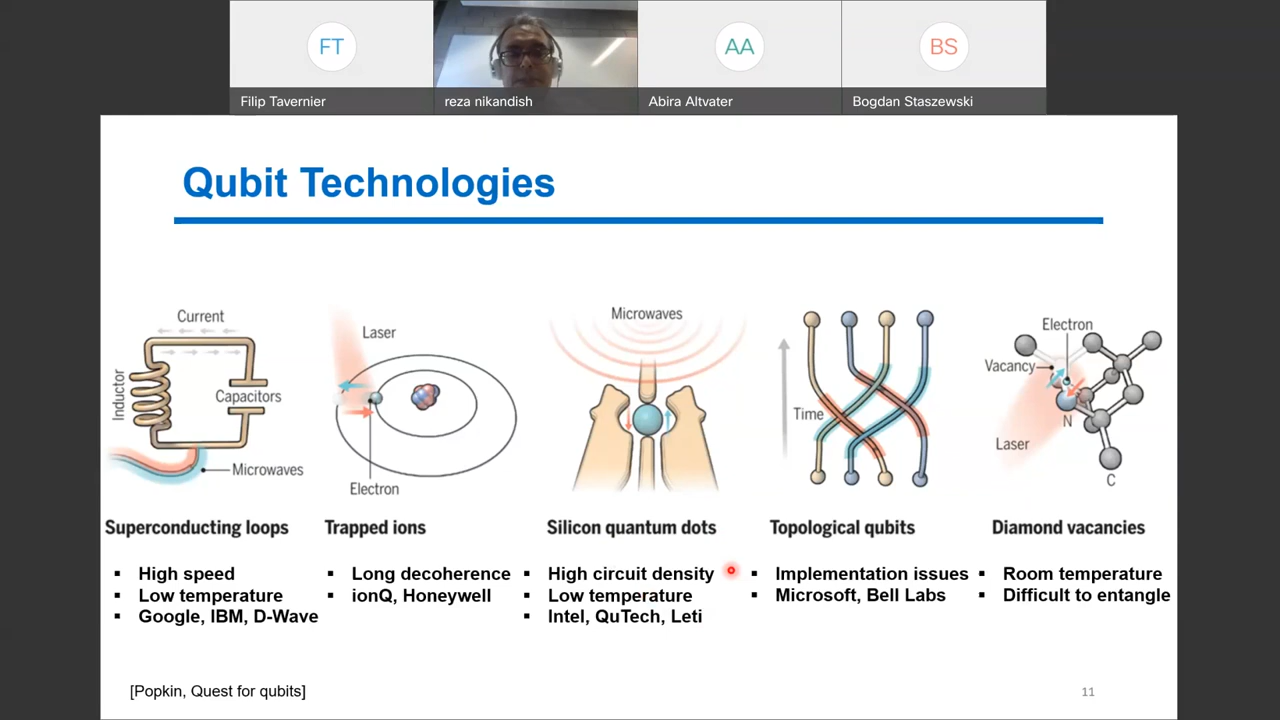 FT
AA
BS
Filip Tavernier
reza nikandish
Abira Altvater
Bogdan Staszewski
Qubit Technologies
Current
Inductor
Capacitors
Microwaves
Laser
Electron
Microwaves
Time
Electron
Vacancy
Laser
N
C
Superconducting loops
Trapped ions
Silicon quantum dots
Topological qubits
Diamond vacancies
▪ High speed
▪ Low temperature
▪ Google, IBM, D-Wave
▪ Long decoherence
▪ ionQ, Honeywell
▪ High circuit density
▪ Low temperature
▪ Intel, QuTech, Leti
▪ Implementation issues
▪ Microsoft, Bell Labs
▪ Room temperature
▪ Difficult to entangle
[Popkin, Quest for qubits]
11